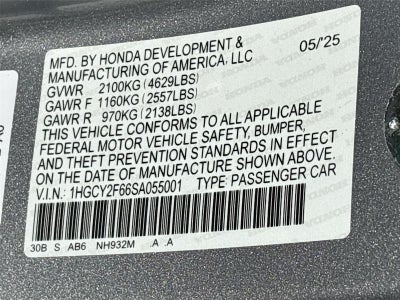 MFD. BY HONDA DEVELOPMENT & 05/'25
MANUFACTURING OF AMERICA, LLC
GVWR 2100KG (4629LBS)
GAWR F 1160KG (2557LBS)
GAWR R 970KG (2138LBS)
THIS VEHICLE CONFORMS TO ALL APPLICABLE
FEDERAL MOTOR VEHICLE SAFETY, BUMPER,
AND THEFT PREVENTION STANDARDS IN EFFECT
ON THE DATE OF MANUFACTURE SHOWN ABOVE.
V.I.N.: 1HGCY2F66SA055001 TYPE: PASSENGER CAR
30B S AB6 NH932M .A .A